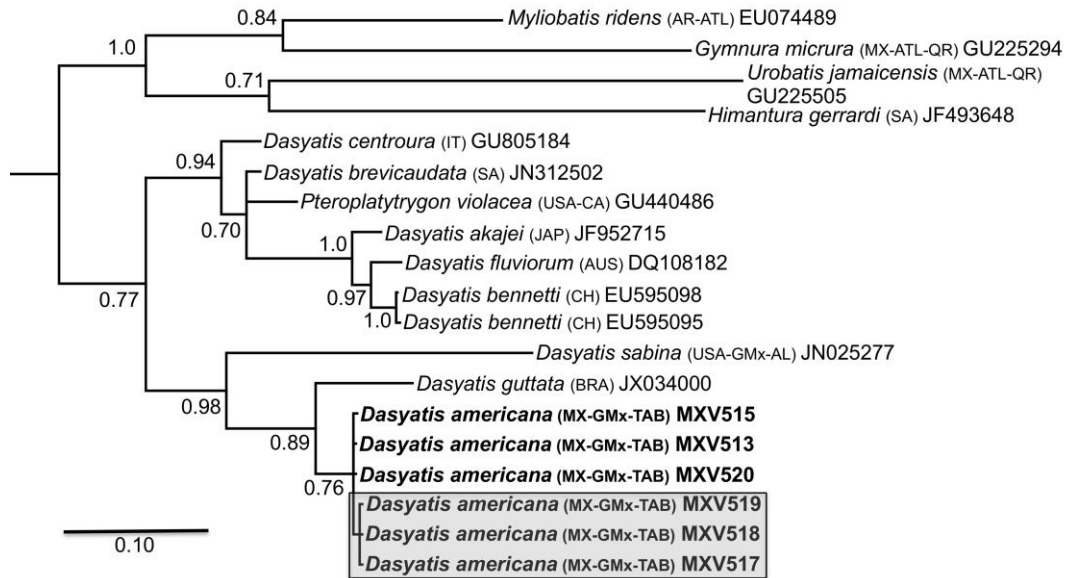 0.84
Myliobatis ridens (AR-ATL) EU074489
1.0
Gymnura micrura (MX-ATL-QR) GU225294
0.71
Urobatis jamaicensis (MX-ATL-QR)
GU225505
Himantura gerrardi (SA) JF493648
Dasyatis centroura (IT) GU805184
0.94
Dasyatis brevicaudata (SA) JN312502
Pteroplatytrygon violacea (USA-CA) GU440486
0.70
1.0
Dasyatis akajei (JAP) JF952715
Dasyatis fluviorum (AUS) DQ108182
0.77
0.97
Dasyatis bennetti (CH) EU595098
1.0
Dasyatis bennetti (CH) EU595095
Dasyatis sabina (USA-GMx-AL) JN025277
Dasyatis guttata (BRA) JX034000
0.98
Dasyatis americana (MX-GMx-TAB) MXV515
0.89
Dasyatis americana (MX-GMx-TAB) MXV513
Dasyatis americana (MX-GMx-TAB) MXV520
0.76
Dasyatis americana (MX-GMx-TAB) MXV519
Dasyatis americana (MX-GMx-TAB) MXV518
0.10
Dasyatis americana (MX-GMx-TAB) MXV517